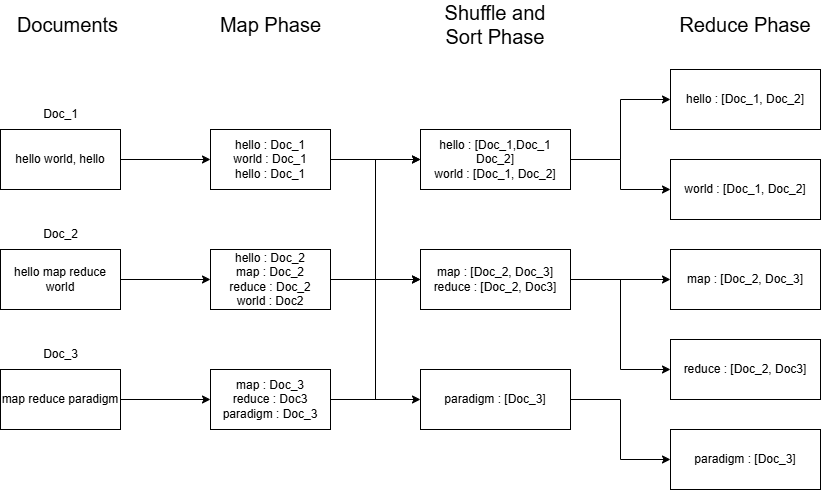 Documents
Map Phase
Shuffle and
Sort Phase
Reduce Phase
Doc_1
hello world, hello
hello : Doc_1
world : Doc_1
hello : Doc_1
hello : [Doc_1,Doc_1
Doc_2]
world : [Doc_1, Doc_2]
hello : [Doc_1, Doc_2]
world : [Doc_1, Doc_2]
Doc_2
hello map reduce
world
hello : Doc_2
map : Doc_2
reduce : Doc_2
world : Doc2
map : [Doc_2, Doc_3]
reduce : [Doc_2, Doc3]
map : [Doc_2, Doc_3]
reduce : [Doc_2, Doc3]
Doc_3
map reduce paradigm
map : Doc_3
reduce : Doc3
paradigm : Doc_3
paradigm : [Doc_3]
paradigm : [Doc_3]